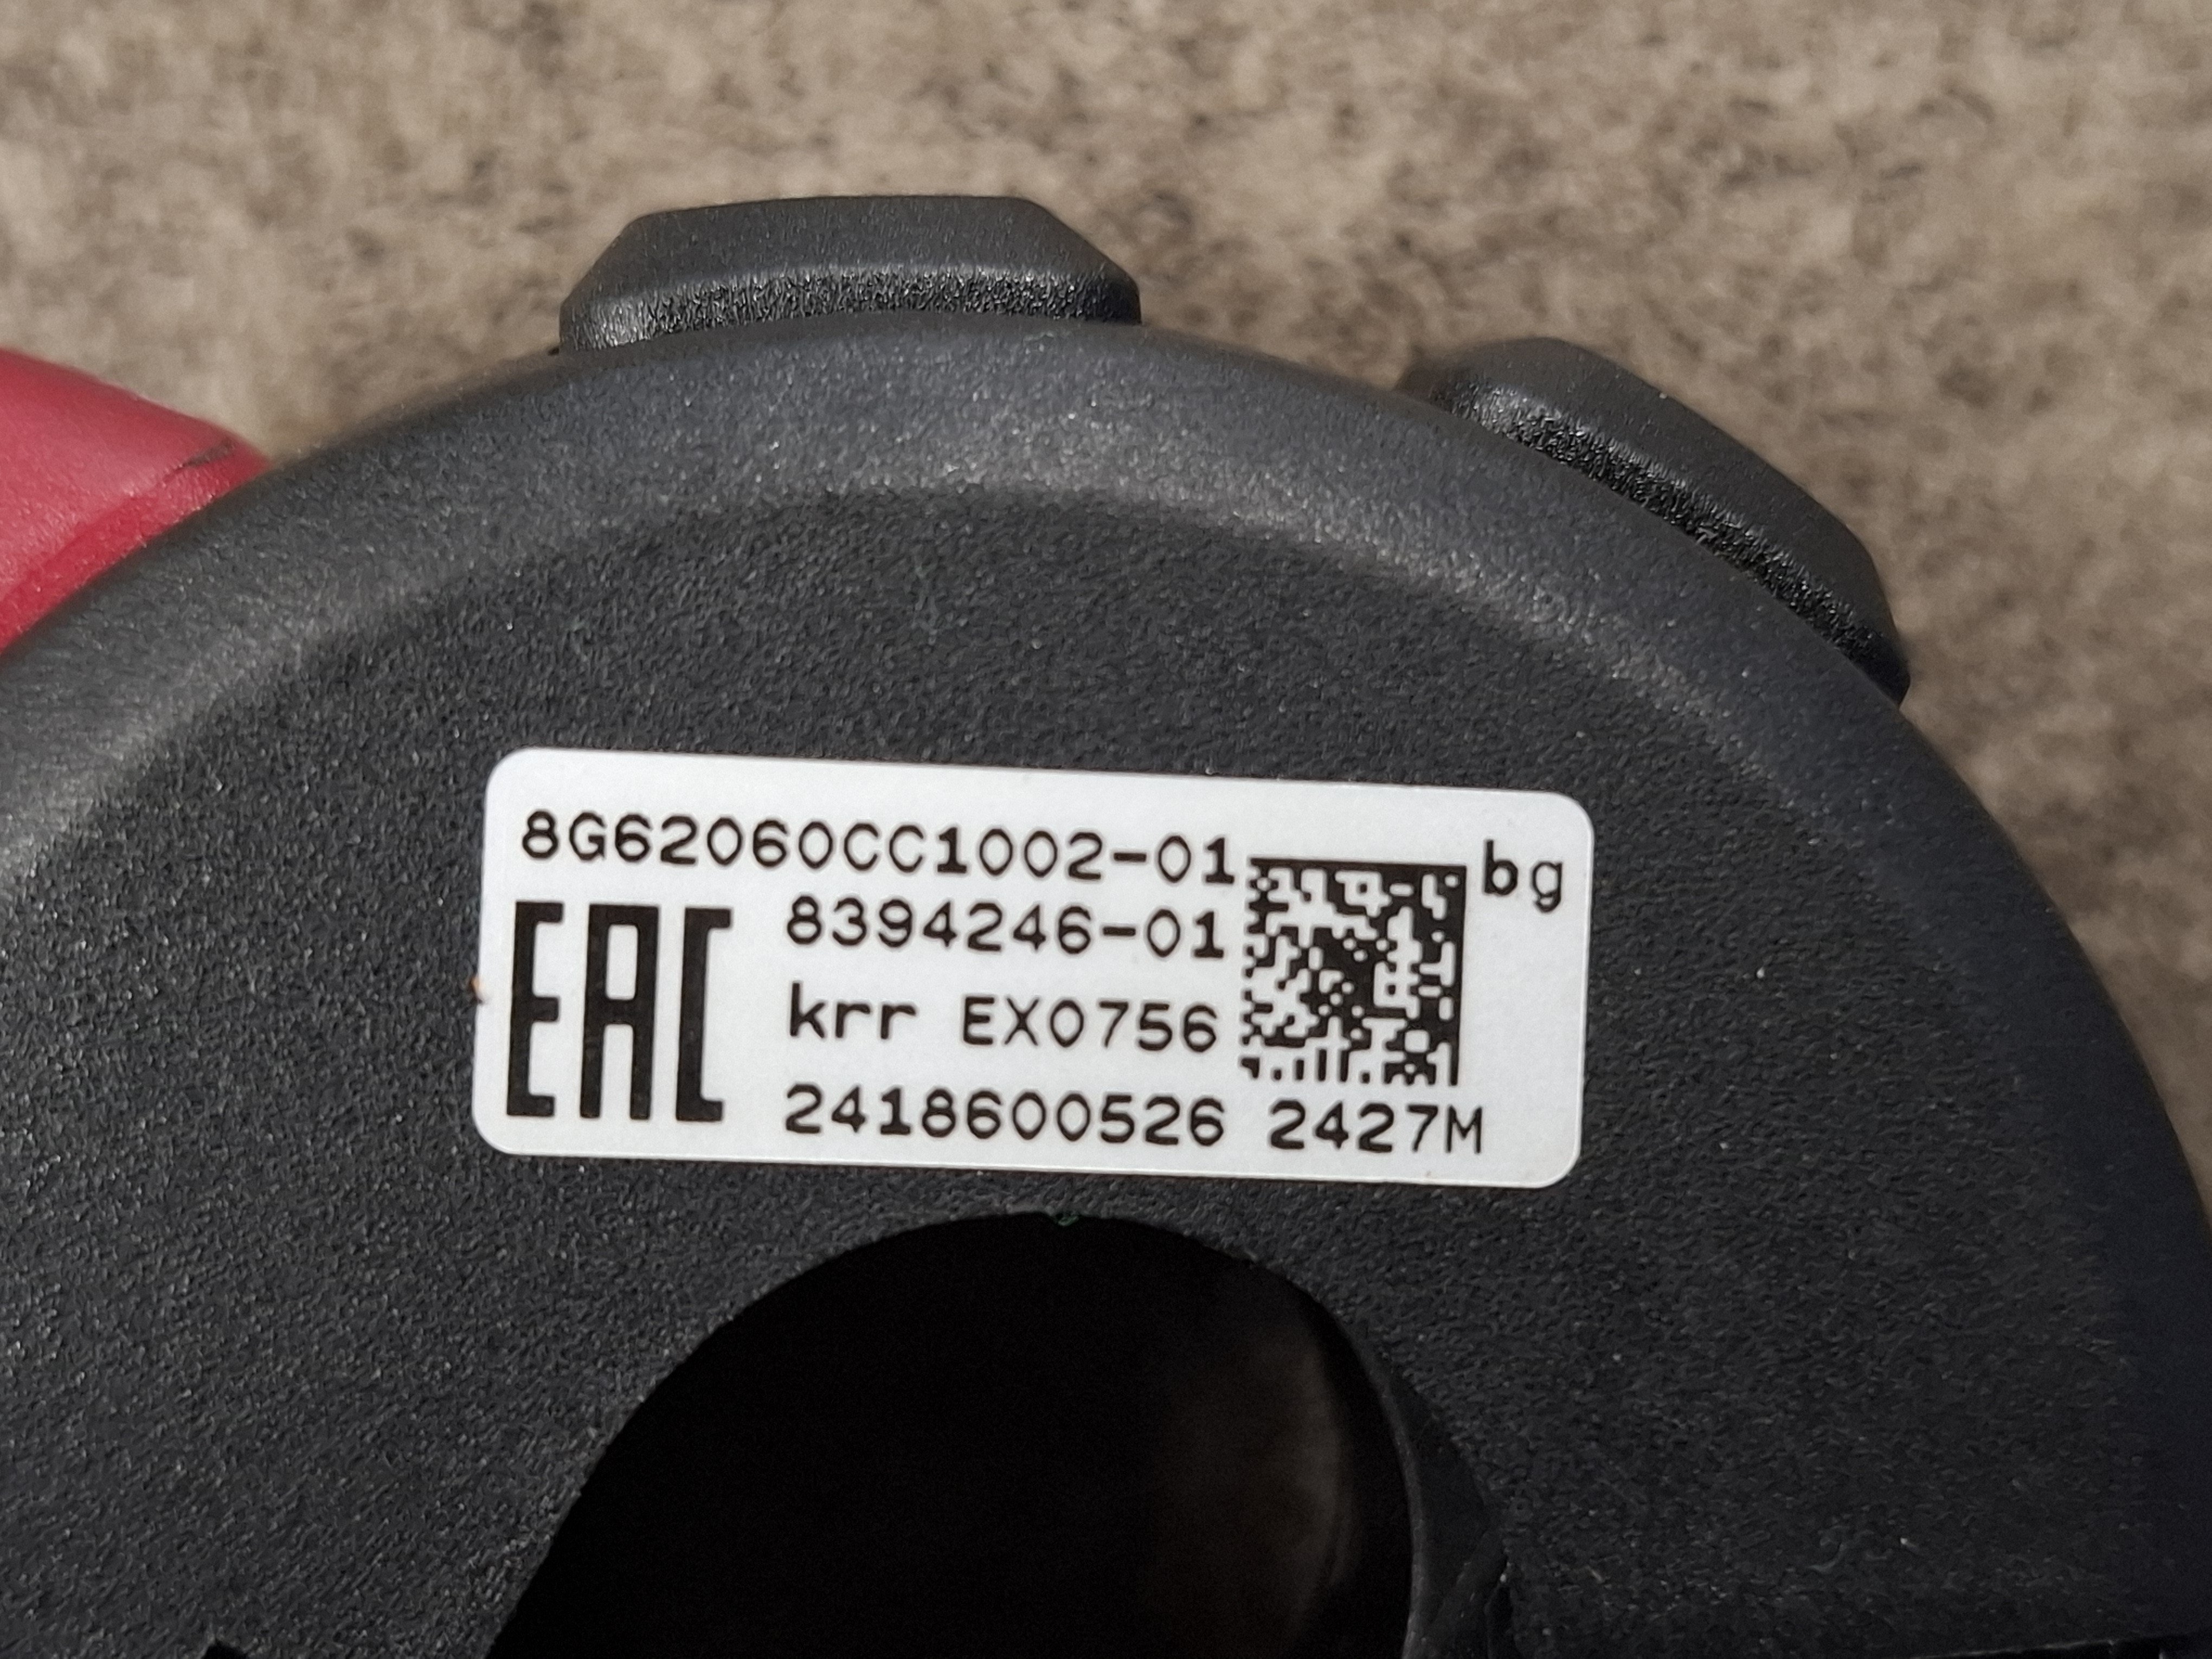 8G62060CC1002-01 bg
EAC 8394246-01
krr EX0756
2418600526 2427M